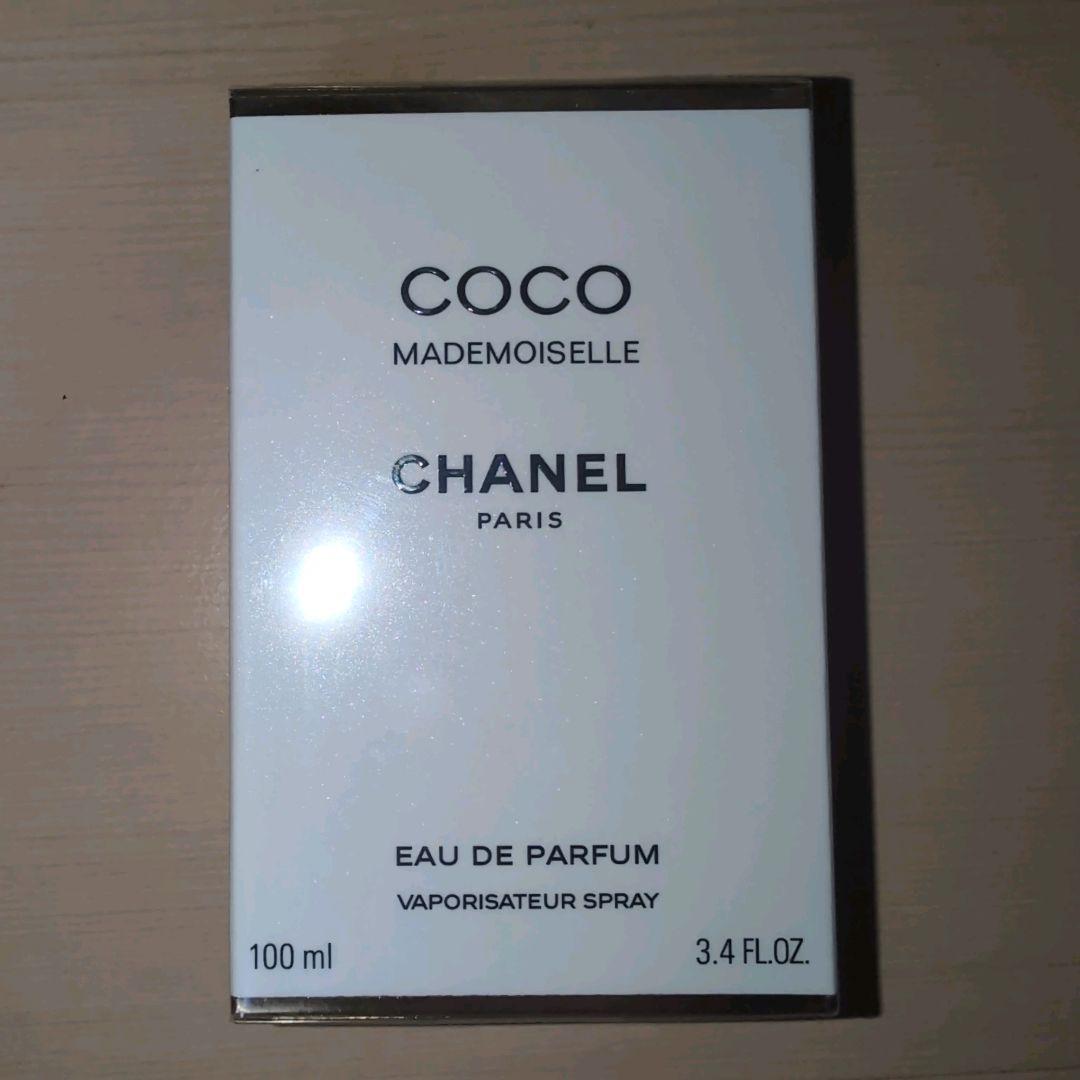 COCO
MADEMOISELLE
CHANEL
PARIS
EAU DE PARFUM
VAPORISATEUR SPRAY
100 ml 3.4 FL.OZ.